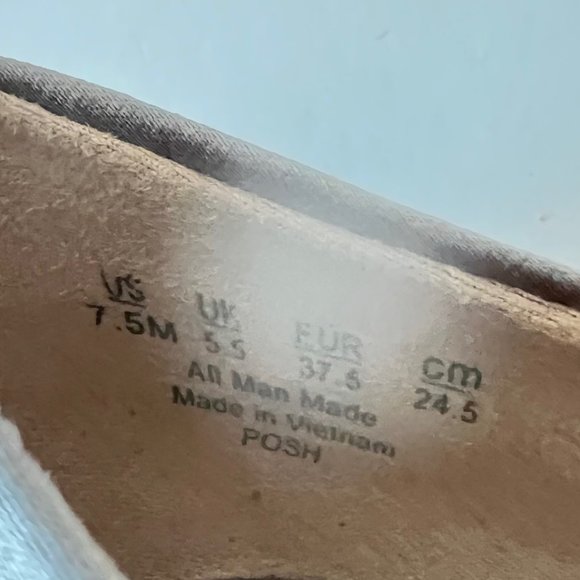 US UK EUR cm
7.5M 5.5 37.5 24.5
All Man Made
Made in Vietnam
POSH